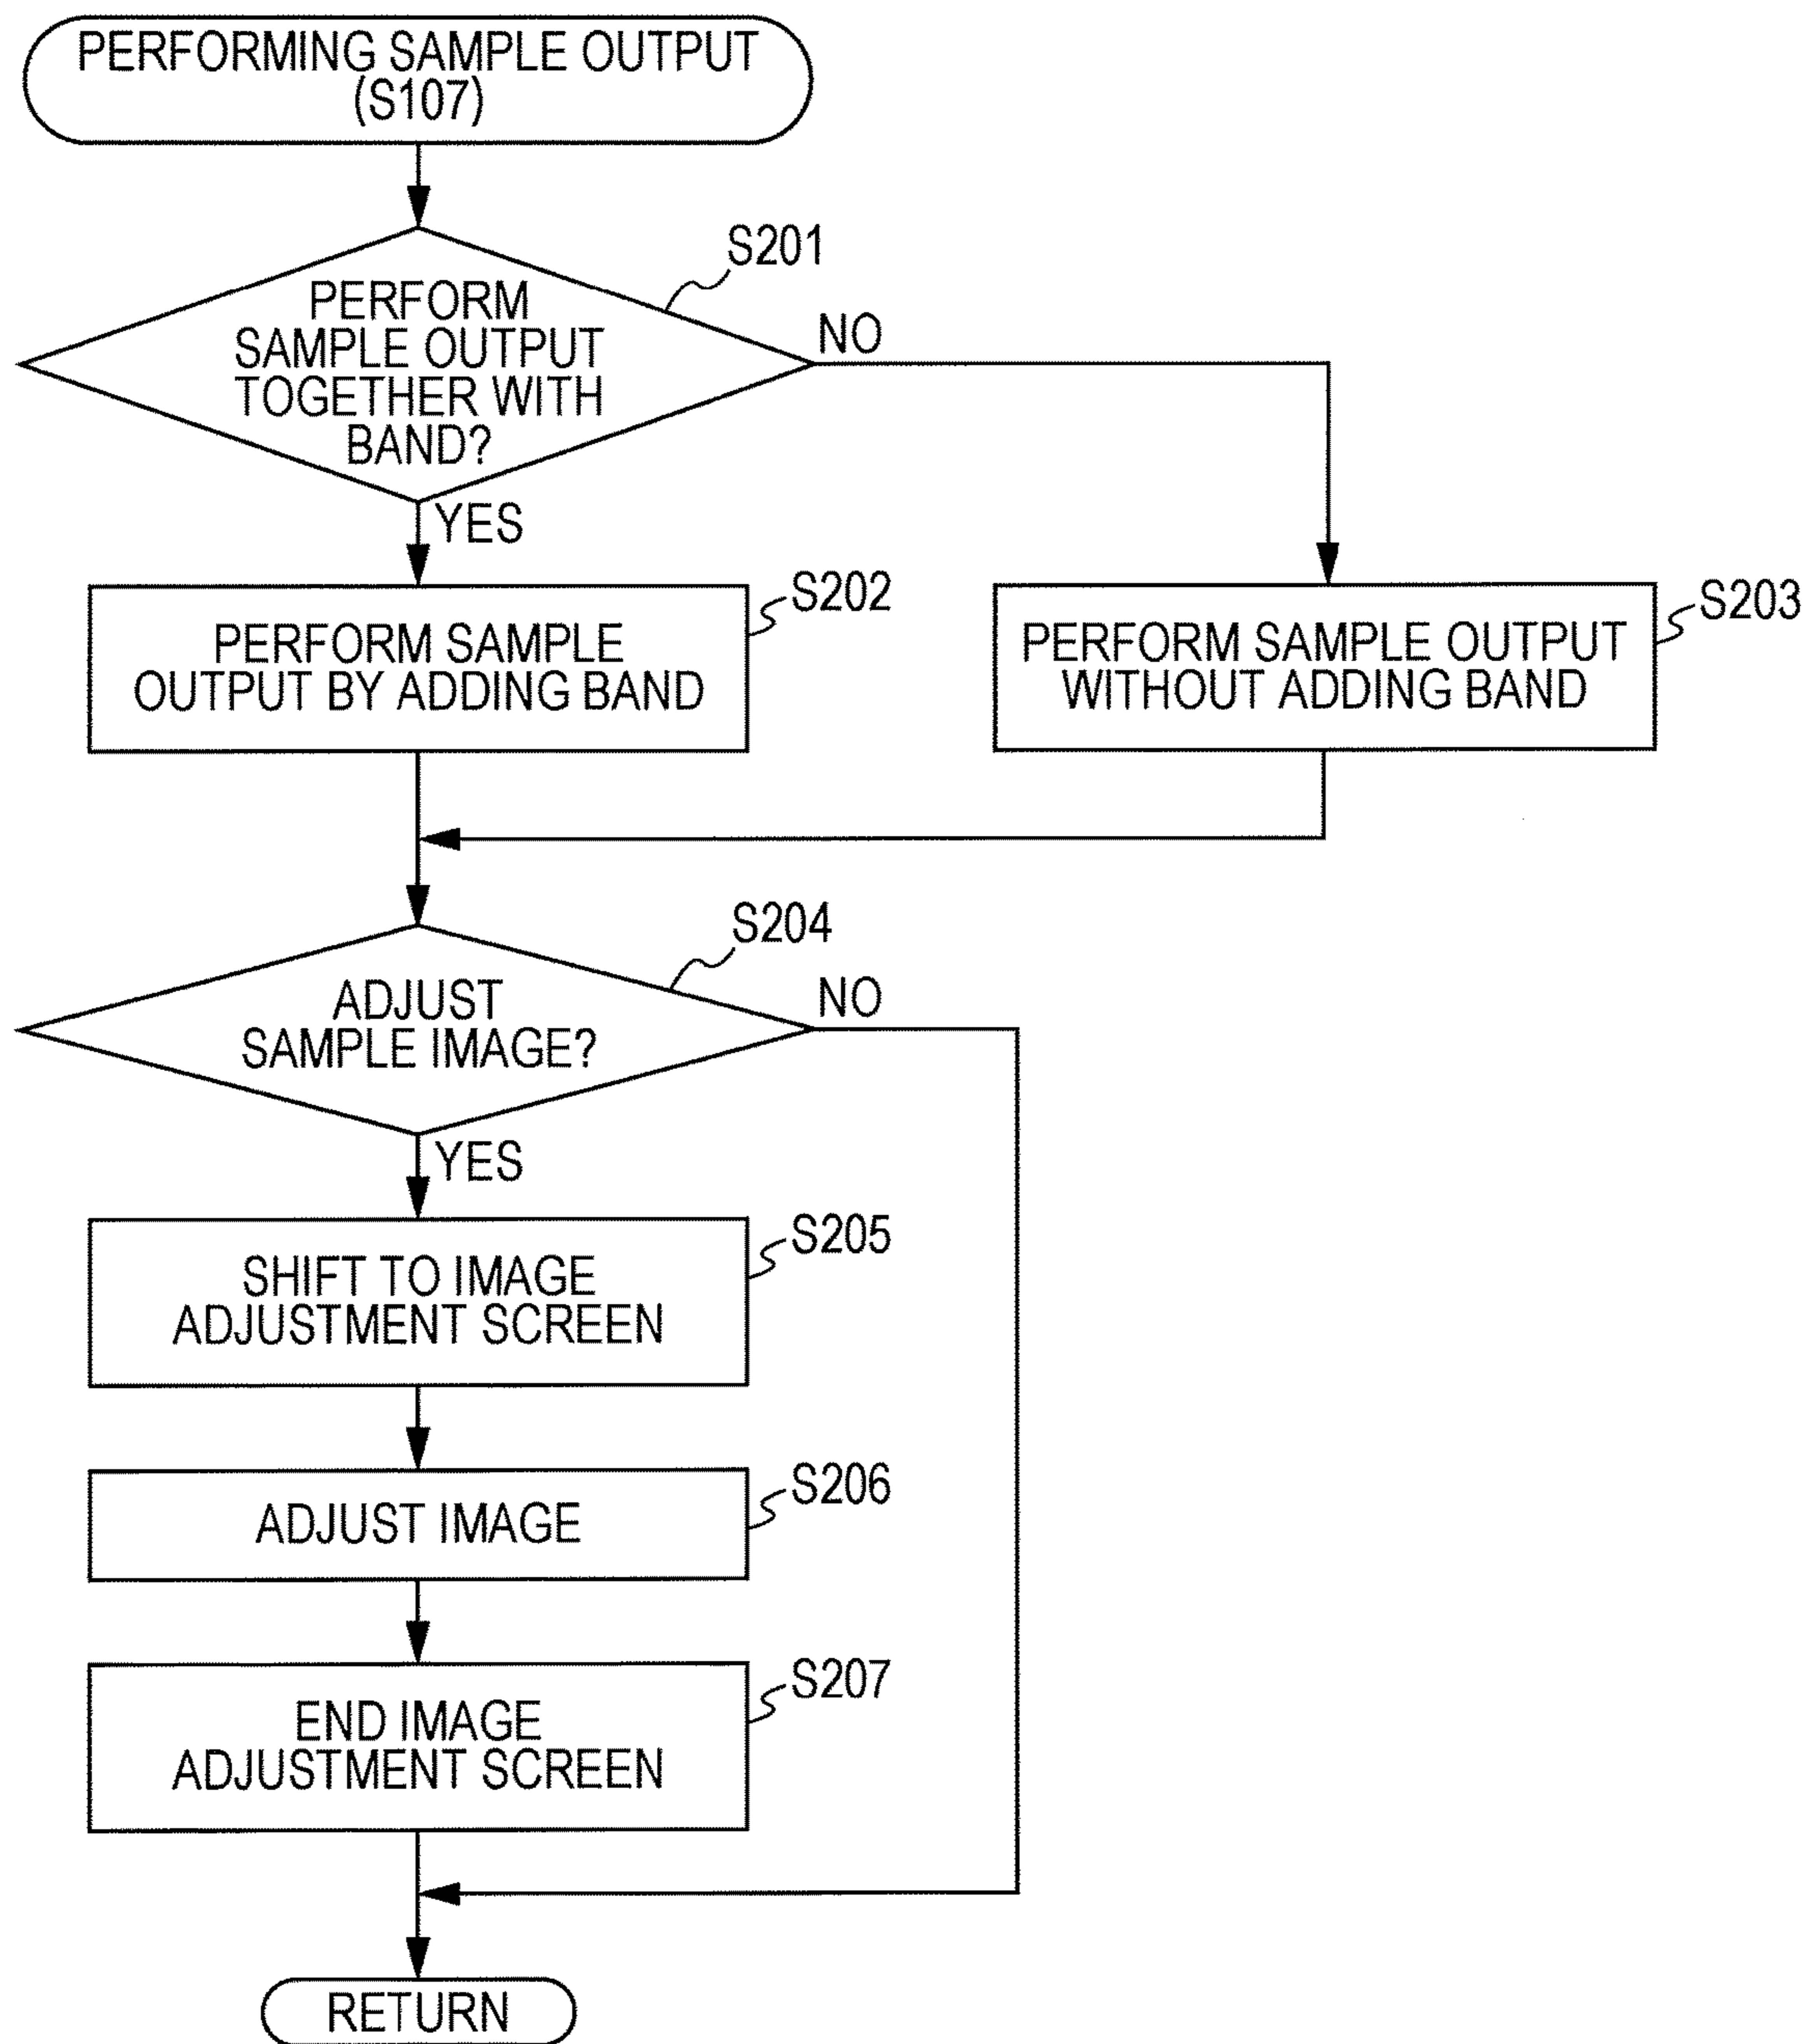 PERFORMING SAMPLE OUTPUT
(S107)
S201
PERFORM
SAMPLE OUTPUT
TOGETHER WITH
BAND?
NO
YES
S202
PERFORM SAMPLE
OUTPUT BY ADDING BAND
S203
PERFORM SAMPLE OUTPUT
WITHOUT ADDING BAND
S204
ADJUST
SAMPLE IMAGE?
NO
YES
S205
SHIFT TO IMAGE
ADJUSTMENT SCREEN
S206
ADJUST IMAGE
S207
END IMAGE
ADJUSTMENT SCREEN
RETURN